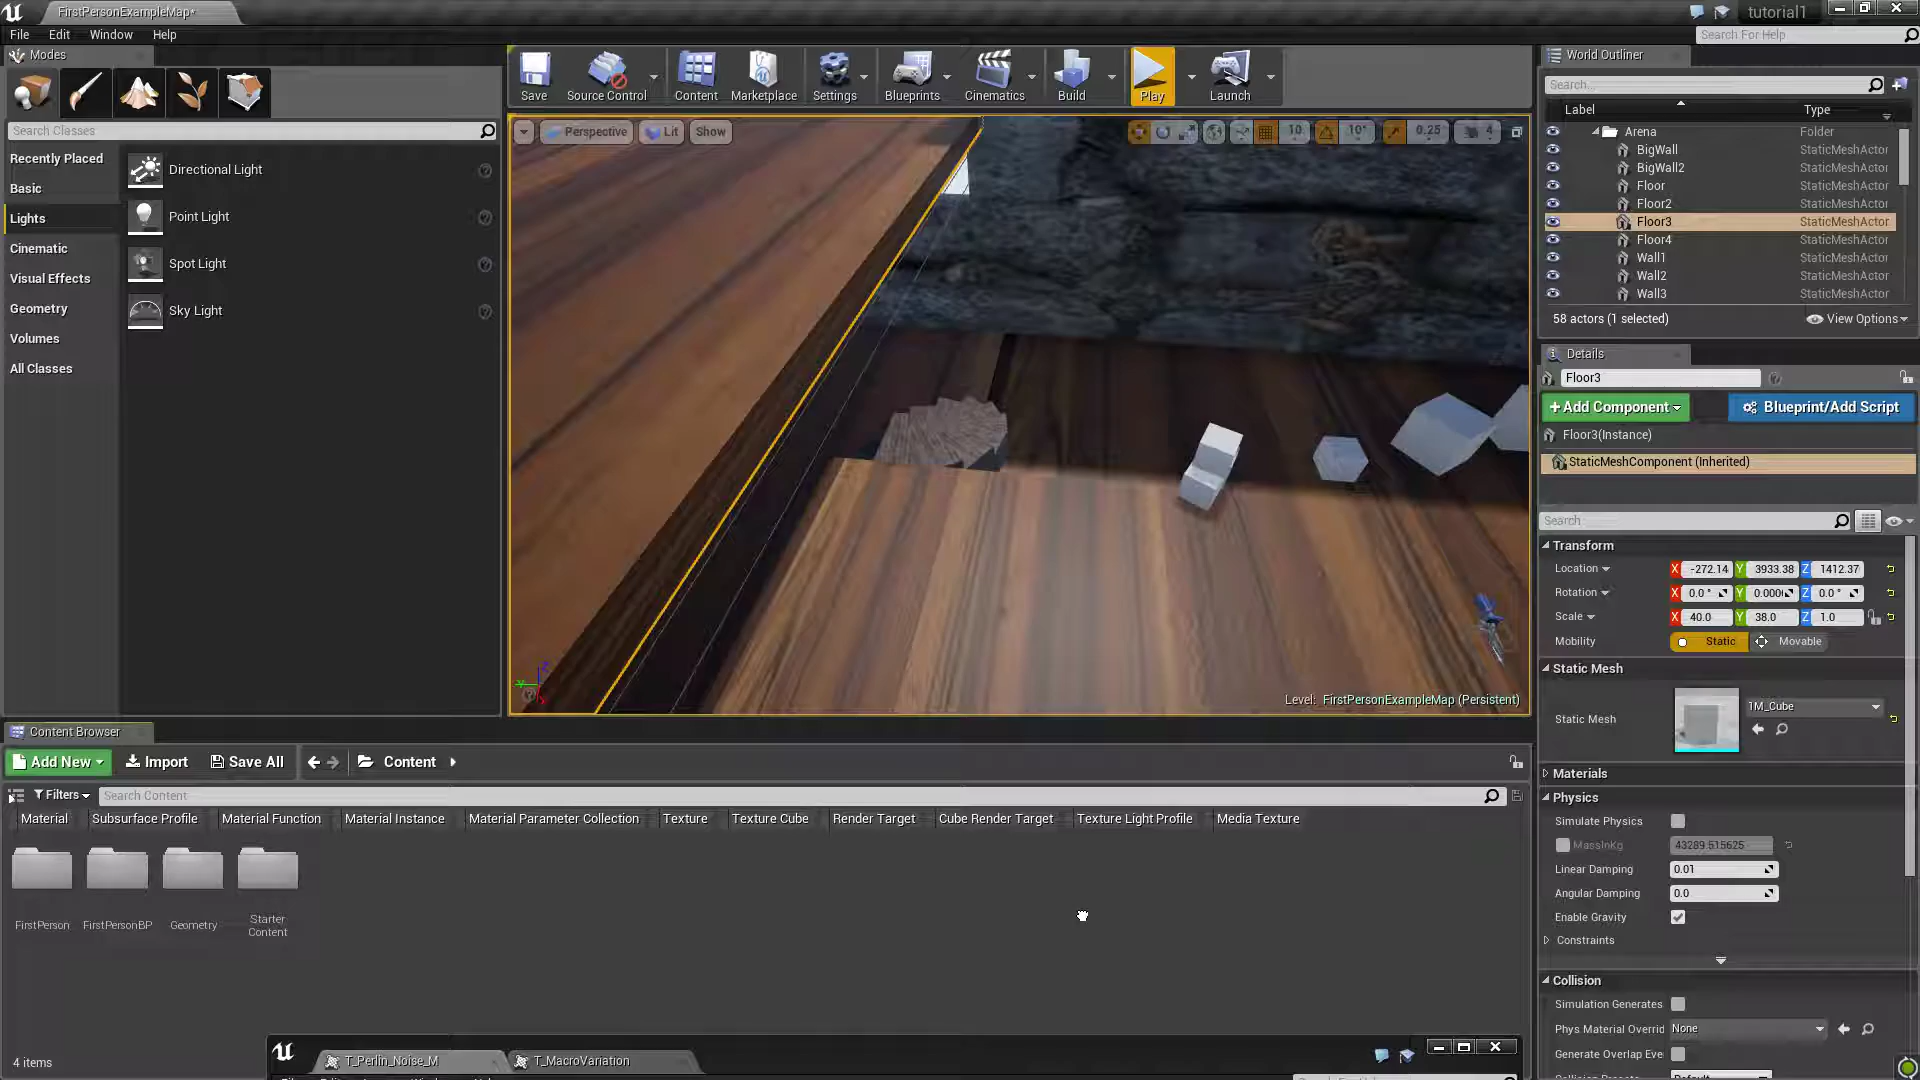 FirstPersonExampleMap*
tutorial1
File Edit Window Help
Search For Help
Modes
Search Classes
Recently Placed
Basic
Lights
Cinematic
Visual Effects
Geometry
Volumes
All Classes
Directional Light
Point Light
Spot Light
Sky Light
Save Source Control Content Marketplace Settings Blueprints Cinematics Build Play Launch
Perspective Lit Show
10 10° 0.25 4
Level: FirstPersonExampleMap (Persistent)
World Outliner
Search...
Label Type
Arena Folder
BigWall StaticMeshActor
BigWall2 StaticMeshActor
Floor StaticMeshActor
Floor2 StaticMeshActor
Floor3 StaticMeshActor
Floor4 StaticMeshActor
Wall1 StaticMeshActor
Wall2 StaticMeshActor
Wall3 StaticMeshActor
58 actors (1 selected) View Options
Details
Floor3
+Add Component Blueprint/Add Script
Floor3(Instance)
StaticMeshComponent (Inherited)
Search
Transform
Location X -272.14 Y 3933.38 Z 1412.37
Rotation X 0.0 ° Y 0.000 Z 0.0 °
Scale X 40.0 Y 38.0 Z 1.0
Mobility Static Movable
Static Mesh
Static Mesh 1M_Cube
Materials
Physics
Simulate Physics
MassInKg 43289.515625
Linear Damping 0.01
Angular Damping 0.0
Enable Gravity
Constraints
Collision
Simulation Generates
Phys Material Overrid None
Generate Overlap Eve
Content Browser
Add New Import Save All Content
Filters Search Content
Material Subsurface Profile Material Function Material Instance Material Parameter Collection Texture Texture Cube Render Target Cube Render Target Texture Light Profile Media Texture
FirstPerson FirstPersonBP Geometry Starter Content
4 items
T_Perlin_Noise_M T_MacroVariation